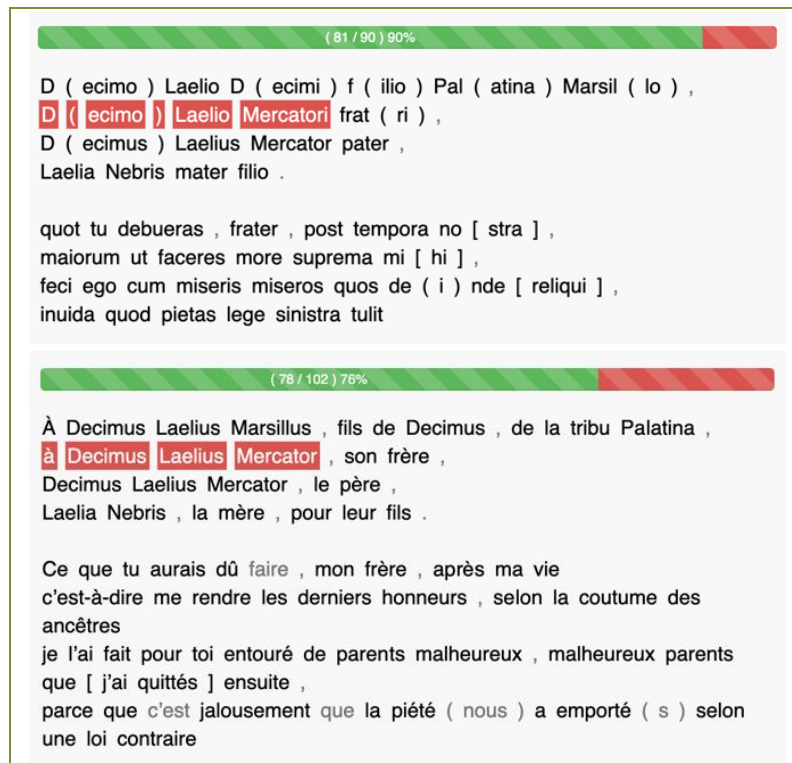 ( 81 / 90 ) 90%
D ( ecimo ) Laelio D ( ecimi ) f ( ilio ) Pal ( atina ) Marsil ( lo ) ,
D ( ecimo ) Laelio Mercatori frat ( ri ) ,
D ( ecimus ) Laelius Mercator pater ,
Laelia Nebris mater filio .
quot tu debueras , frater , post tempora no [ stra ] ,
maiorum ut faceres more suprema mi [ hi ] ,
feci ego cum miseris miseros quos de ( i ) nde [ reliqui ] ,
inuida quod pietas lege sinistra tulit
( 78 / 102 ) 76%
À Decimus Laelius Marsillus , fils de Decimus , de la tribu Palatina ,
à Decimus Laelius Mercator , son frère ,
Decimus Laelius Mercator , le père ,
Laelia Nebris , la mère , pour leur fils .
Ce que tu aurais dû faire , mon frère , après ma vie
c'est-à-dire me rendre les derniers honneurs , selon la coutume des
ancêtres
je l'ai fait pour toi entouré de parents malheureux , malheureux parents
que [ j'ai quittés ] ensuite ,
parce que c'est jalousement que la piété ( nous ) a emporté ( s ) selon
une loi contraire